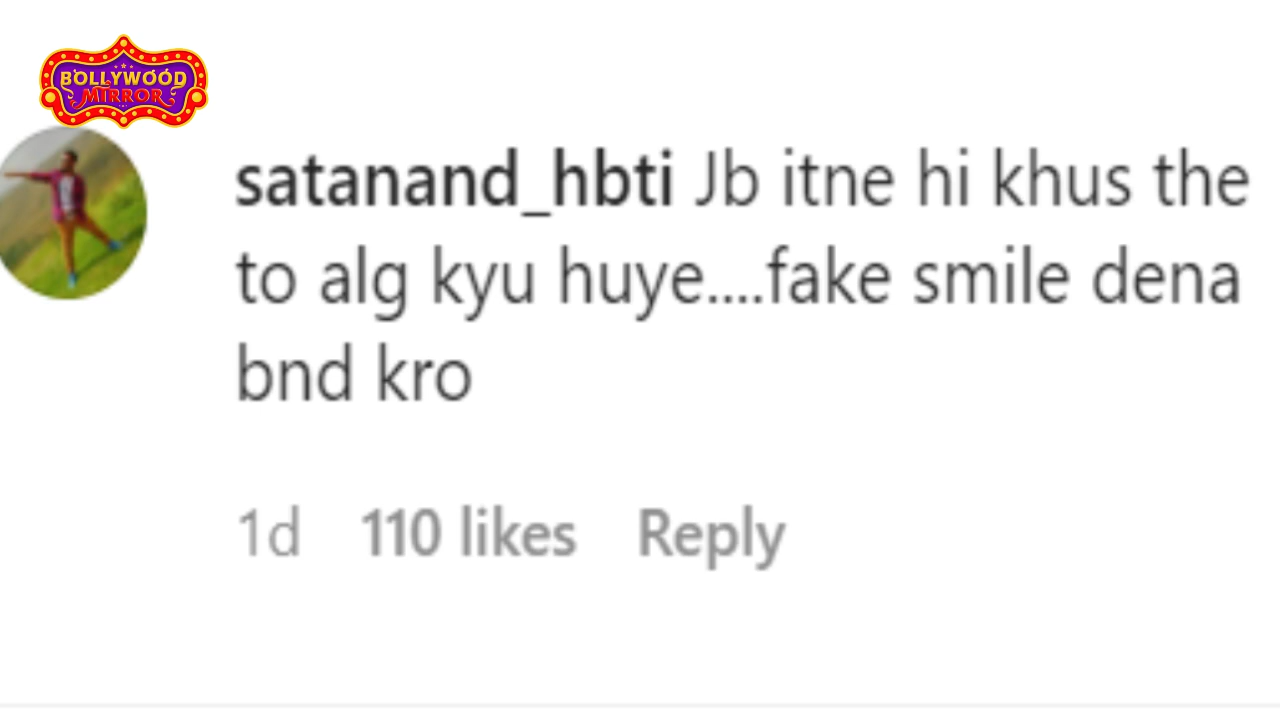 BOLLYWOOD
MIRROR
satanand_hbti Jb itne hi khus the
to alg kyu huye....fake smile dena
bnd kro
1d 110 likes Reply